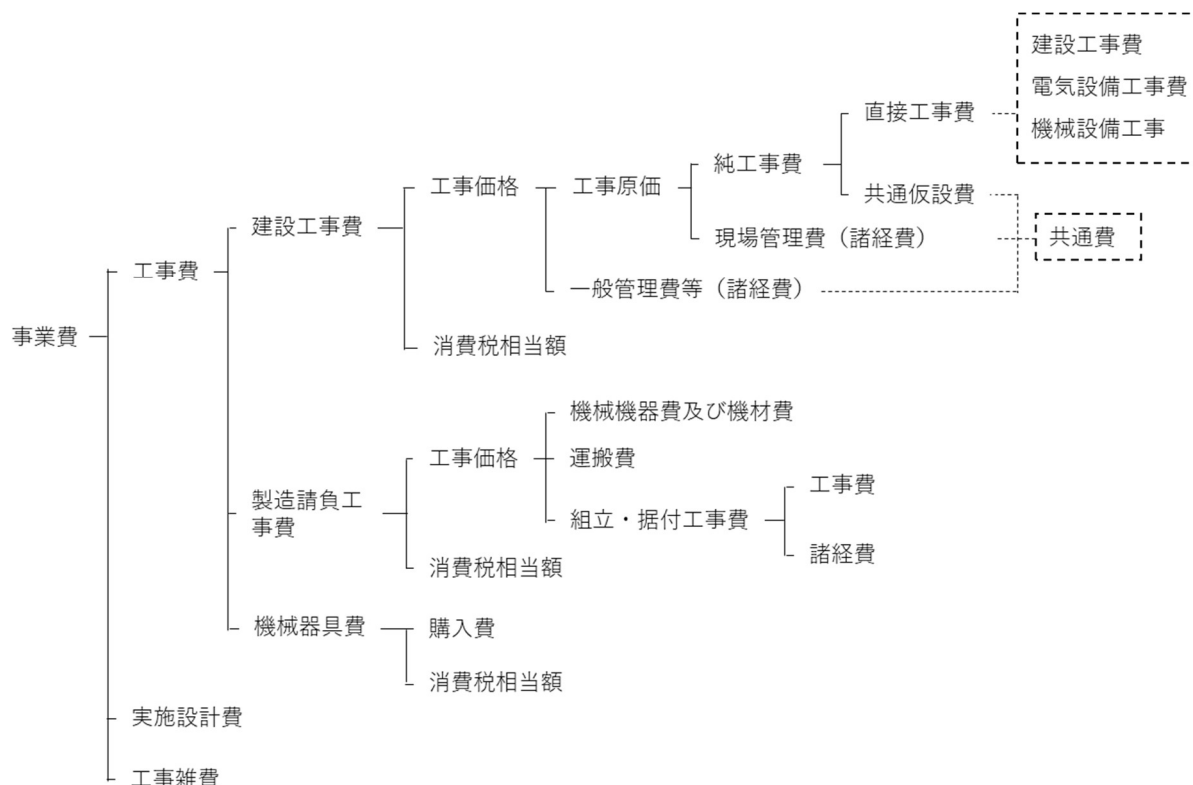 建設工事費
電気設備工事費
機械設備工事
直接工事費
純工事費
工事価格
工事原価
共通仮設費
建設工事費
現場管理費（諸経費）
共通費
工事費
一般管理費等（諸経費）
事業費
消費税相当額
機械機器費及び機材費
工事価格
運搬費
工事費
製造請負工
事費
組立・据付工事費
諸経費
消費税相当額
機械器具費
購入費
消費税相当額
実施設計費
工事雑費